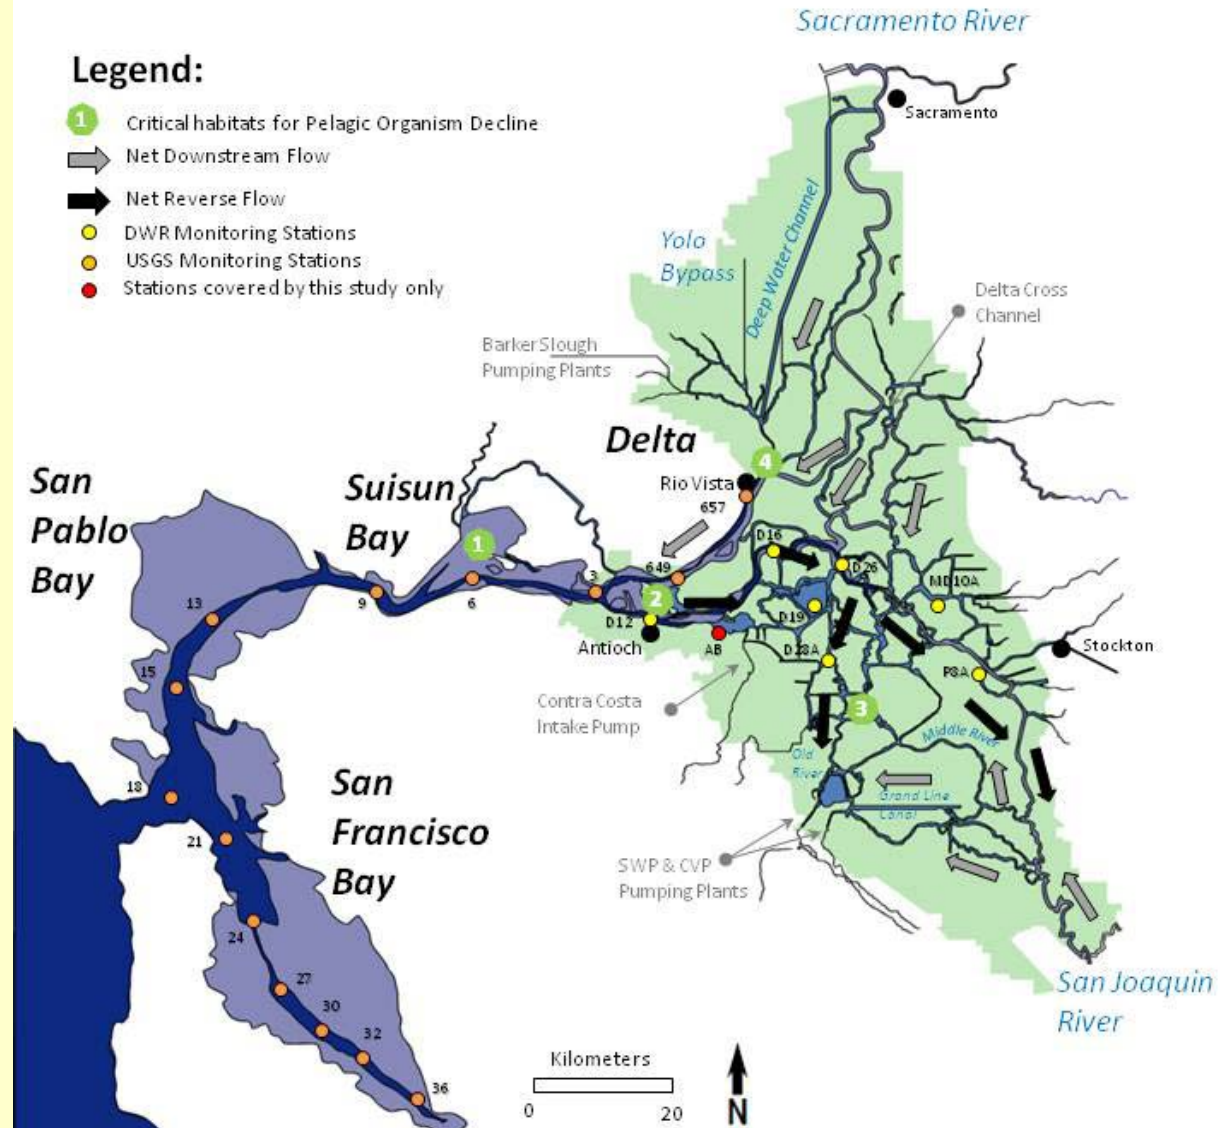 Sacramento River
Legend:
1 Critical habitats for Pelagic Organism Decline
Net Downstream Flow
Net Reverse Flow
DWR Monitoring Stations
USGS Monitoring Stations
Stations covered by this study only
Sacramento
Deep Water Channel
Yolo
Bypass
Delta Cross
Channel
Barker Slough
Pumping Plants
Delta
4
Rio Vista
657
San
Pablo
Bay
Suisun
Bay
1
D16
649
D26
3
2
MD10A
9
6
D19
13
D12
Antioch
AB
D28A
Stockton
P8A
15
Contra Costa
Intake Pump
3
Middle River
Old
River
18
San
Francisco
Bay
Grand Line
Canal
21
SWP & CVP
Pumping Plants
24
27
San Joaquin
River
30
32
36
Kilometers
0 20
N